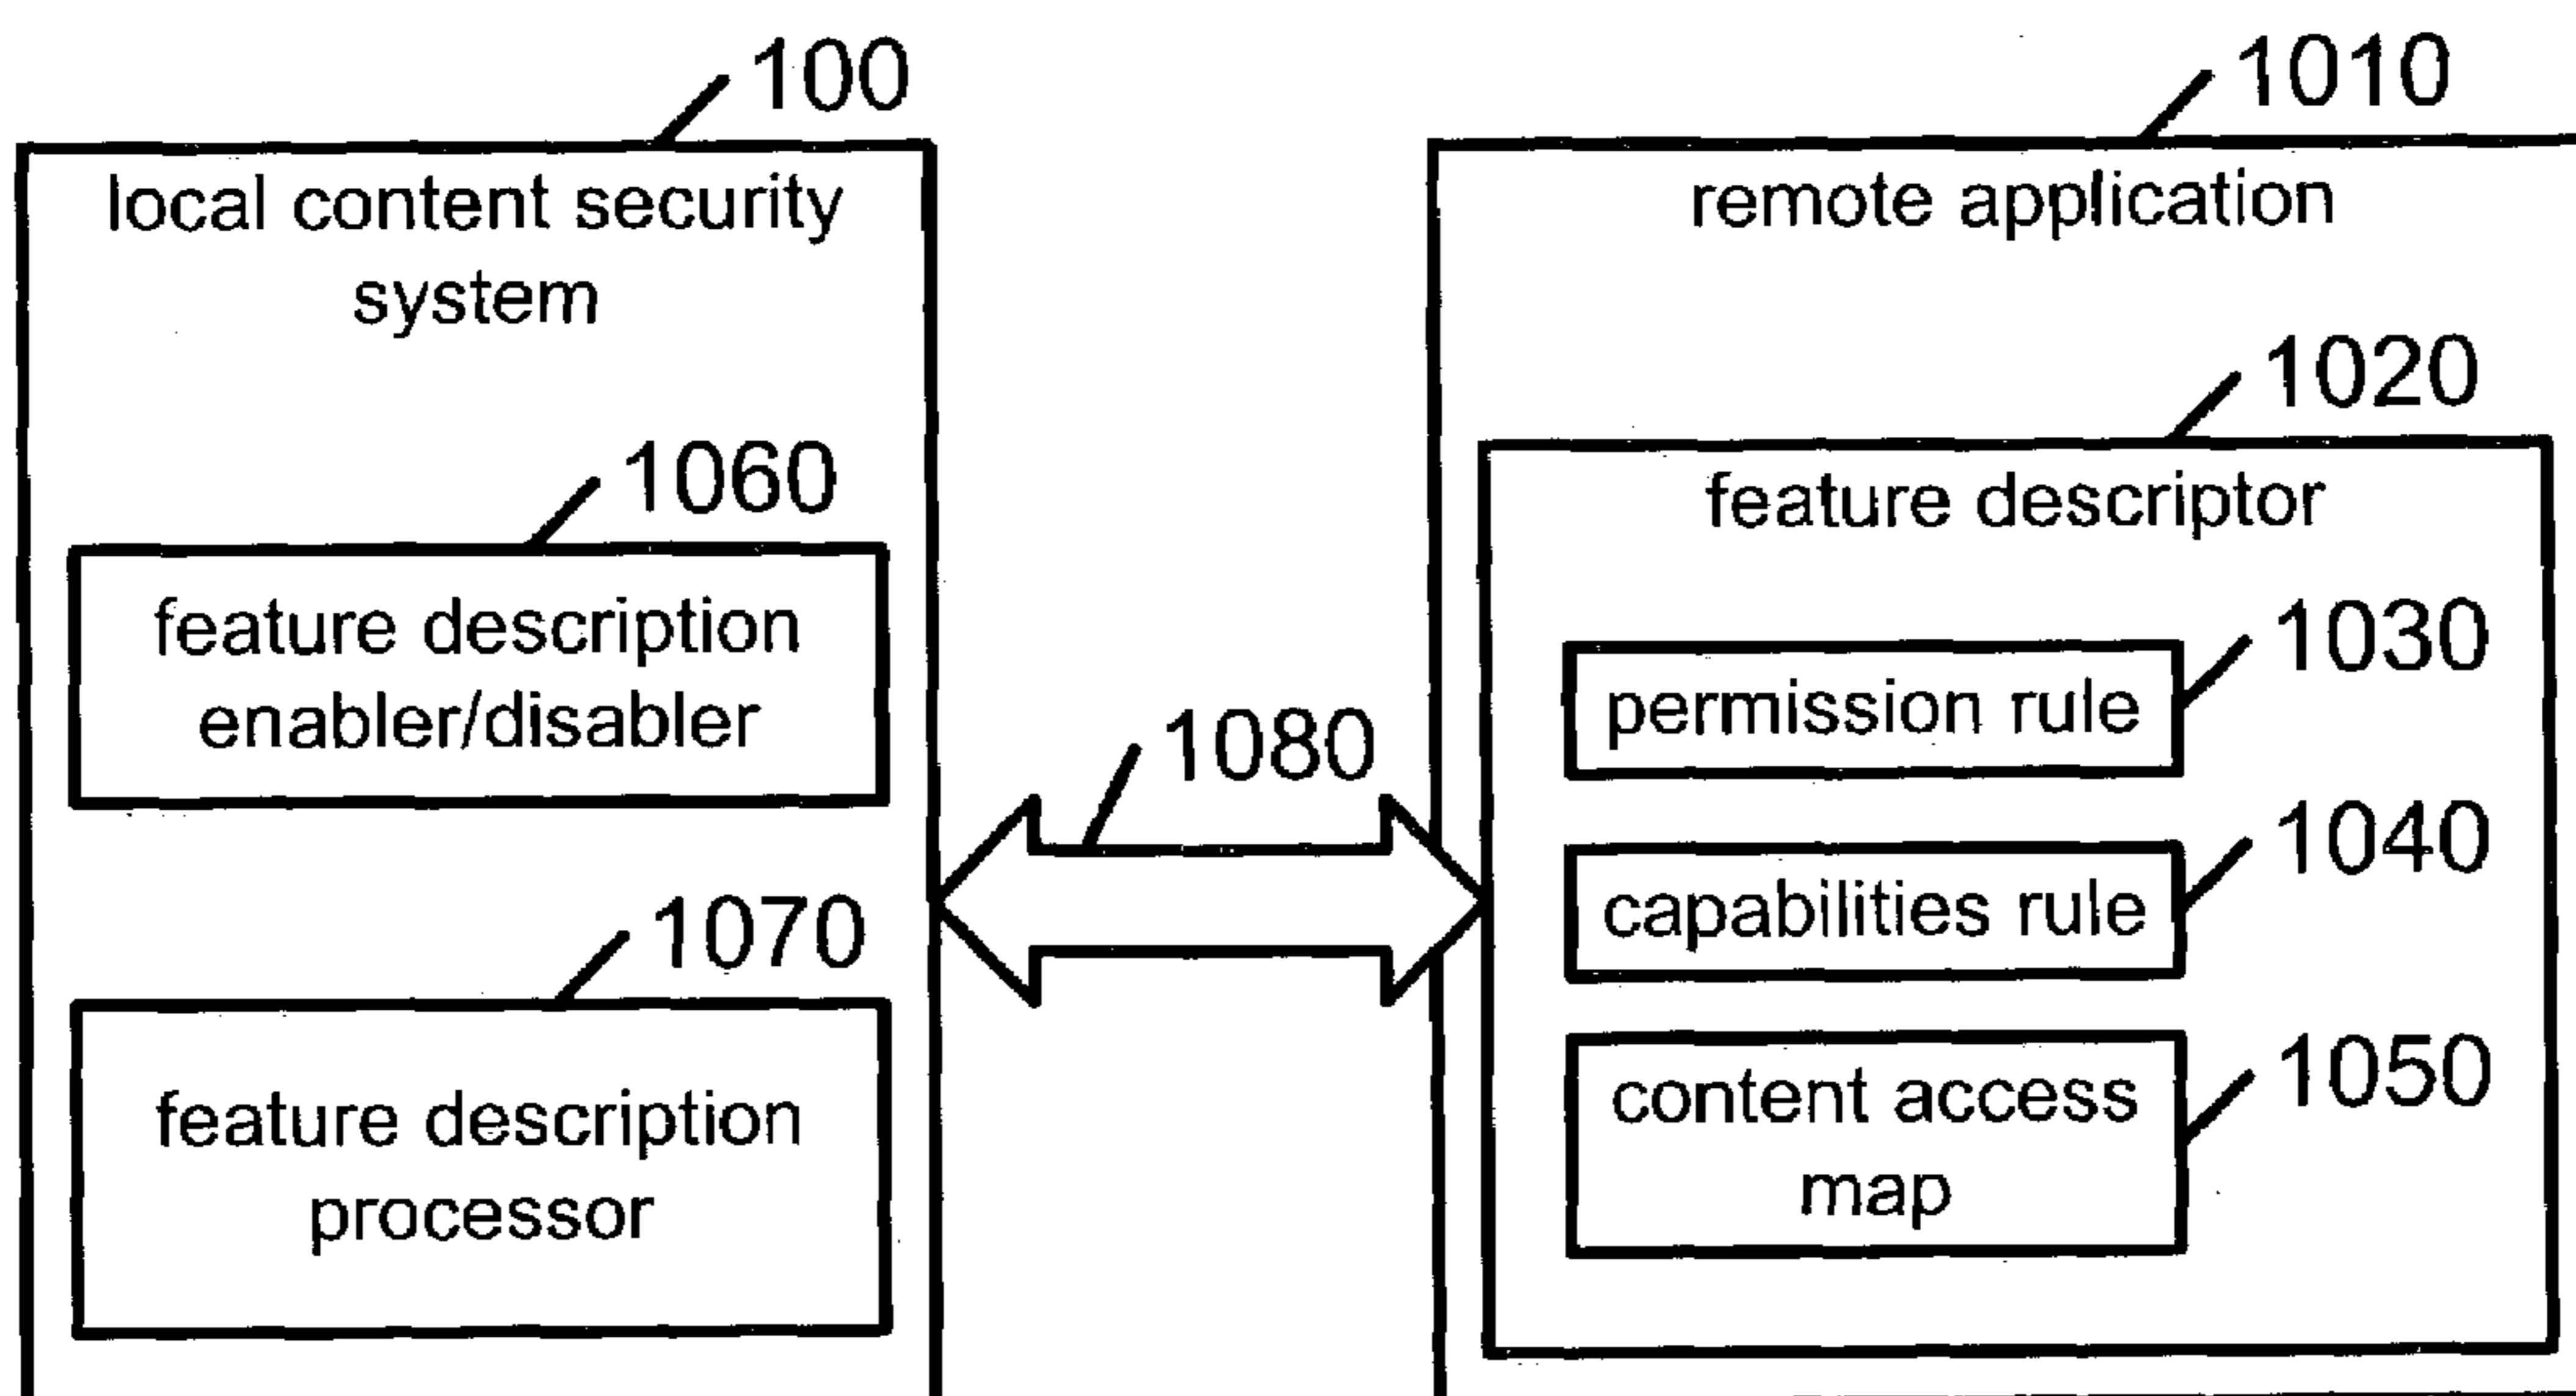 100
local content security
system
1060
feature description
enabler/disabler
1070
feature description
processor
1080
1010
remote application
1020
feature descriptor
1030
permission rule
1040
capabilities rule
1050
content access
map